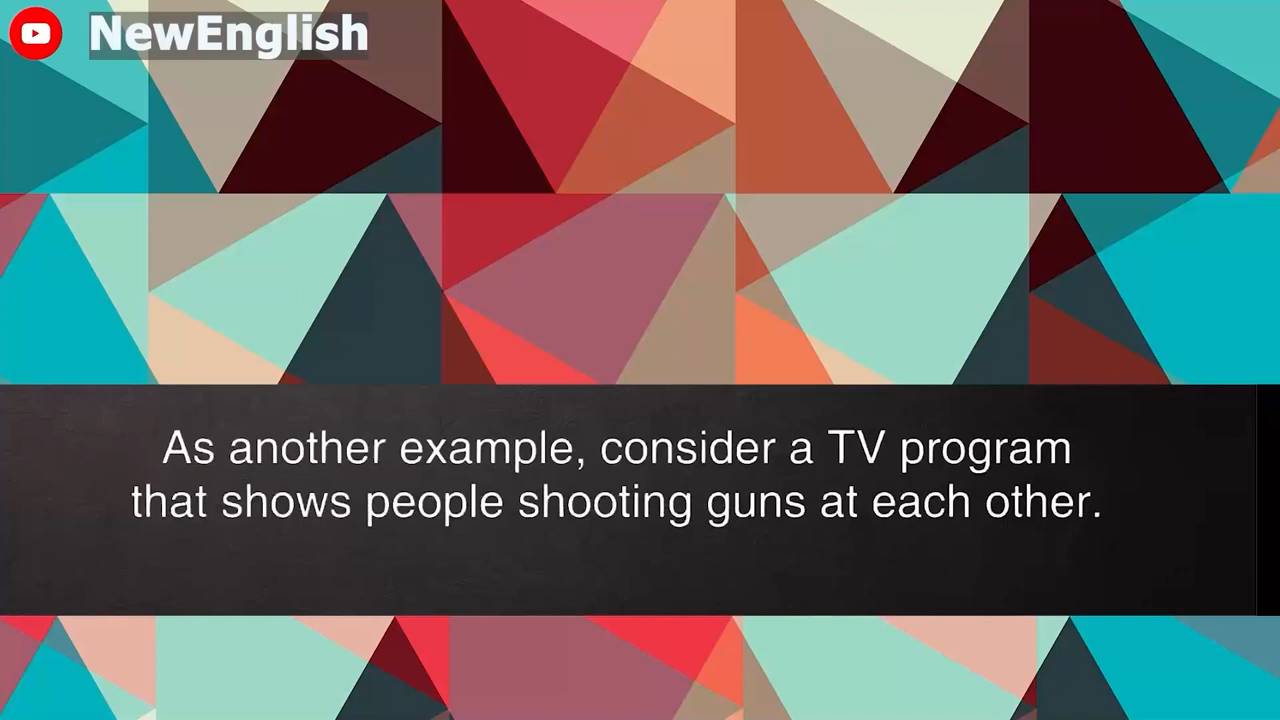 NewEnglish
As another example, consider a TV program
that shows people shooting guns at each other.